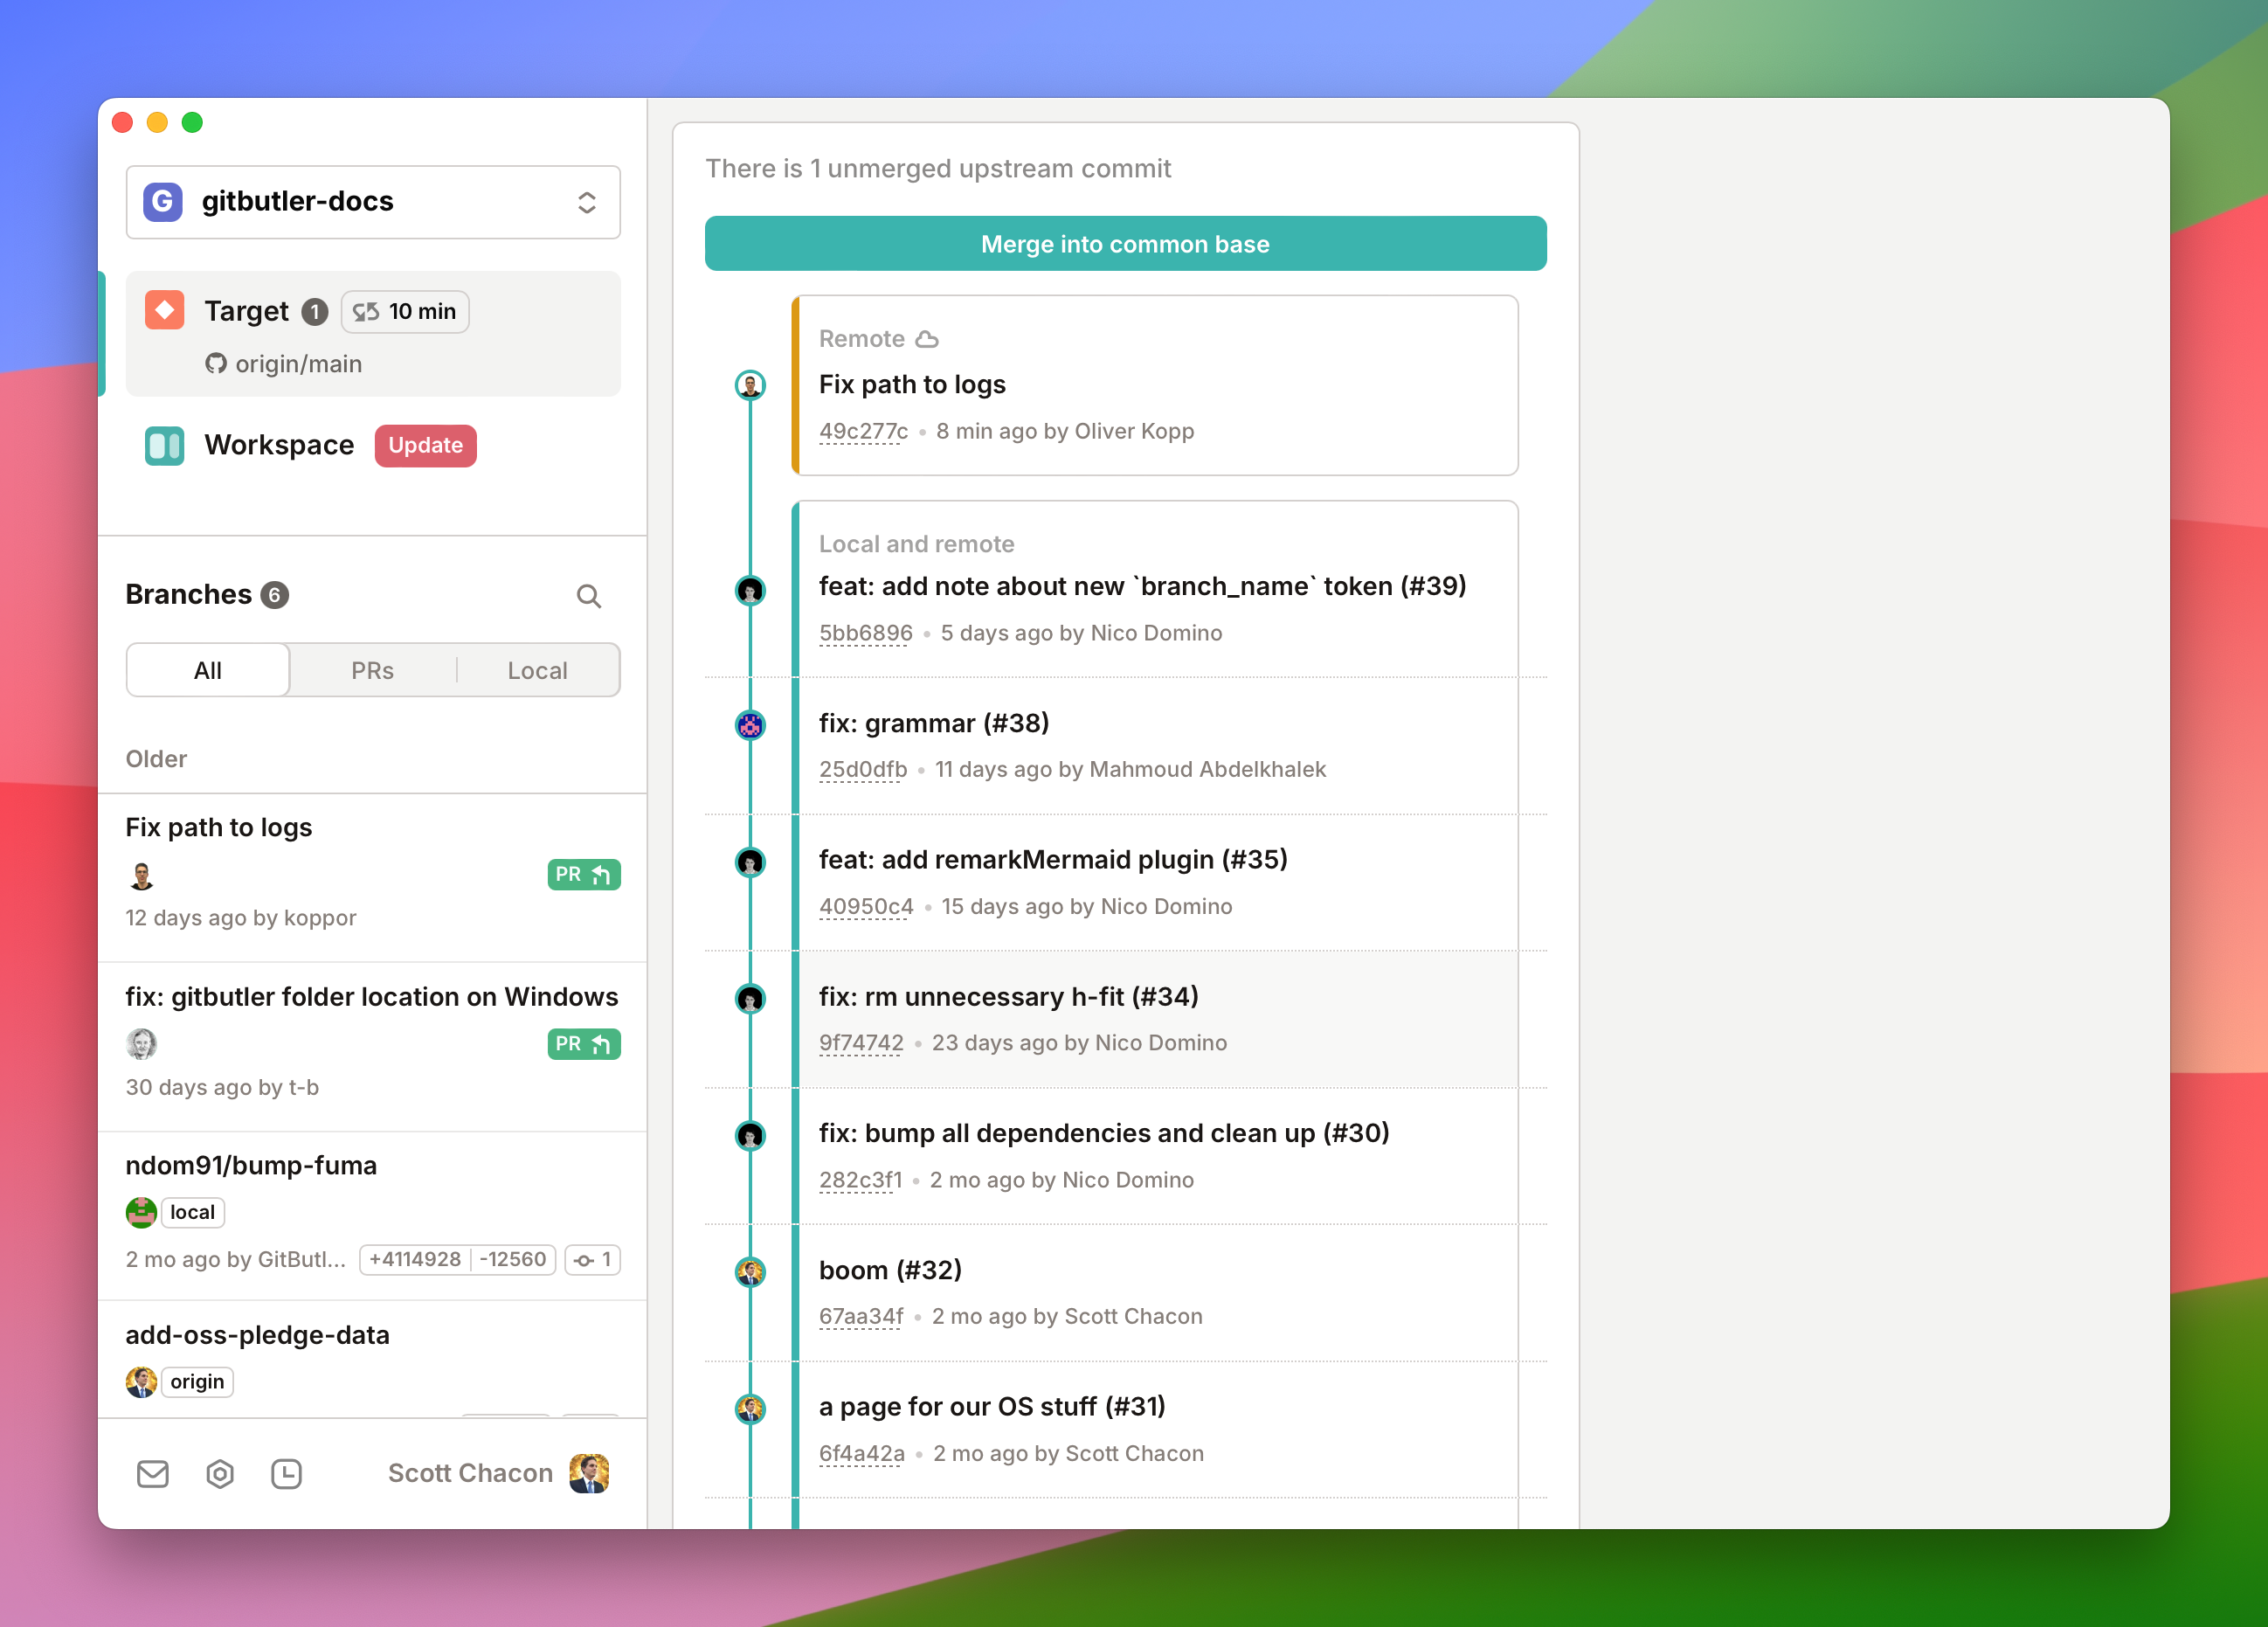 G gitbutler-docs
Target 1 10 min
origin/main
Workspace Update
Branches 6
All PRs Local
Older
Fix path to logs
PR
12 days ago by koppor
fix: gitbutler folder location on Windows
PR
30 days ago by t-b
ndom91/bump-fuma
local
2 mo ago by GitButl... +4114928 -12560 1
add-oss-pledge-data
origin
Scott Chacon
There is 1 unmerged upstream commit
Merge into common base
Remote
Fix path to logs
49c277c • 8 min ago by Oliver Kopp
Local and remote
feat: add note about new `branch_name` token (#39)
5bb6896 • 5 days ago by Nico Domino
fix: grammar (#38)
25d0dfb • 11 days ago by Mahmoud Abdelkhalek
feat: add remarkMermaid plugin (#35)
40950c4 • 15 days ago by Nico Domino
fix: rm unnecessary h-fit (#34)
9f74742 • 23 days ago by Nico Domino
fix: bump all dependencies and clean up (#30)
282c3f1 • 2 mo ago by Nico Domino
boom (#32)
67aa34f • 2 mo ago by Scott Chacon
a page for our OS stuff (#31)
6f4a42a • 2 mo ago by Scott Chacon